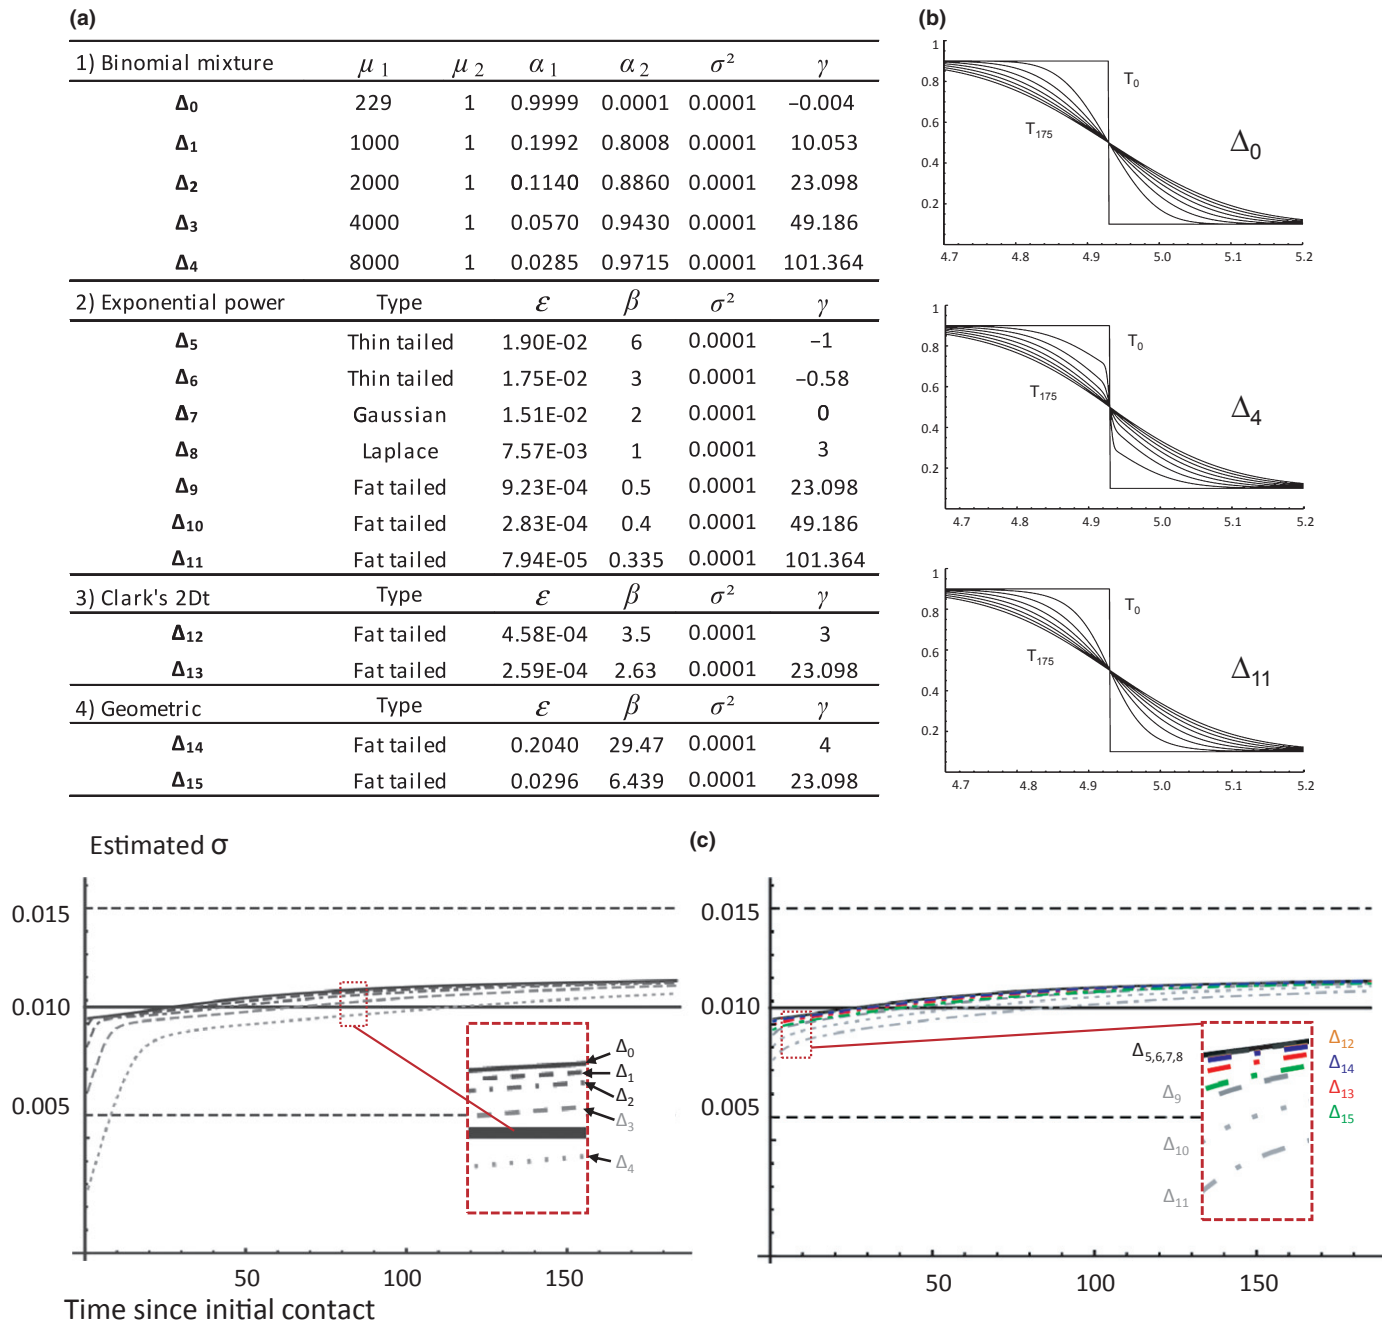 (a)
1) Binomial mixture μ 1 μ 2 α 1 α 2 σ² γ
Δ0 229 1 0.9999 0.0001 0.0001 −0.004
Δ1 1000 1 0.1992 0.8008 0.0001 10.053
Δ2 2000 1 0.1140 0.8860 0.0001 23.098
Δ3 4000 1 0.0570 0.9430 0.0001 49.186
Δ4 8000 1 0.0285 0.9715 0.0001 101.364
2) Exponential power Type ε β σ² γ
Δ5 Thin tailed 1.90E-02 6 0.0001 −1
Δ6 Thin tailed 1.75E-02 3 0.0001 −0.58
Δ7 Gaussian 1.51E-02 2 0.0001 0
Δ8 Laplace 7.57E-03 1 0.0001 3
Δ9 Fat tailed 9.23E-04 0.5 0.0001 23.098
Δ10 Fat tailed 2.83E-04 0.4 0.0001 49.186
Δ11 Fat tailed 7.94E-05 0.335 0.0001 101.364
3) Clark's 2Dt Type ε β σ² γ
Δ12 Fat tailed 4.58E-04 3.5 0.0001 3
Δ13 Fat tailed 2.59E-04 2.63 0.0001 23.098
4) Geometric Type ε β σ² γ
Δ14 Fat tailed 0.2040 29.47 0.0001 4
Δ15 Fat tailed 0.0296 6.439 0.0001 23.098
(b)
1
0.8
0.6
0.4
0.2
T0
T175
Δ0
4.7 4.8 4.9 5.0 5.1 5.2
1
0.8
0.6
0.4
0.2
T0
T175
Δ4
4.7 4.8 4.9 5.0 5.1 5.2
1
0.8
0.6
0.4
0.2
T0
T175
Δ11
4.7 4.8 4.9 5.0 5.1 5.2
(c)
Estimated σ
0.015
0.010
0.005
Δ0
Δ1
Δ2
Δ3
Δ4
50 100 150
Time since initial contact
0.015
0.010
0.005
Δ5,6,7,8
Δ9
Δ10
Δ11
Δ12
Δ14
Δ13
Δ15
50 100 150